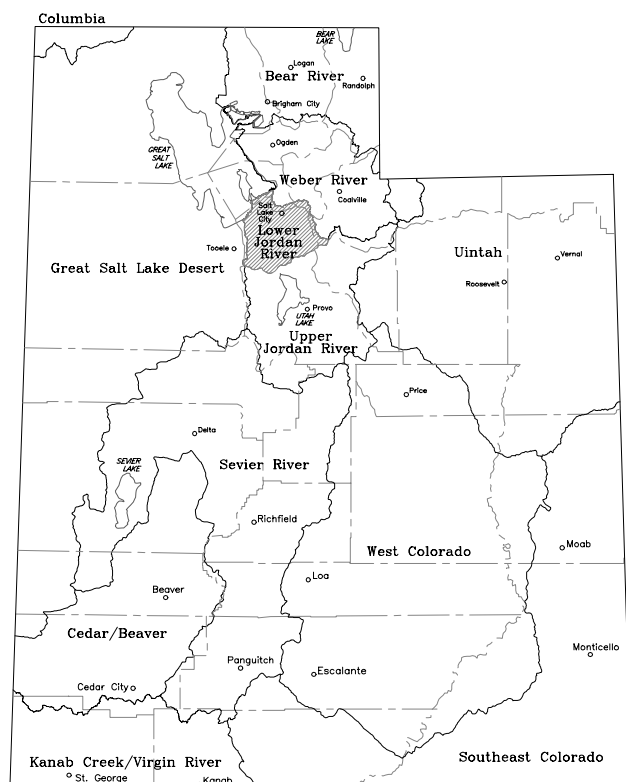 Columbia
BEAR
LAKE
Logan
Bear River
Randolph
Brigham City
GREAT
SALT
LAKE
Ogden
Weber River
Coalville
Salt
Lake
City
Lower
Jordan
River
Tooele
Great Salt Lake Desert
Uintah
Vernal
Roosevelt
Provo
UTAH
LAKE
Upper
Jordan River
Price
Delta
SEVIER
LAKE
Sevier River
Richfield
West Colorado
Moab
Loa
Beaver
Cedar/Beaver
Monticello
Panguitch
Escalante
Cedar City
Kanab Creek/Virgin River
Southeast Colorado
St. George
Kanab